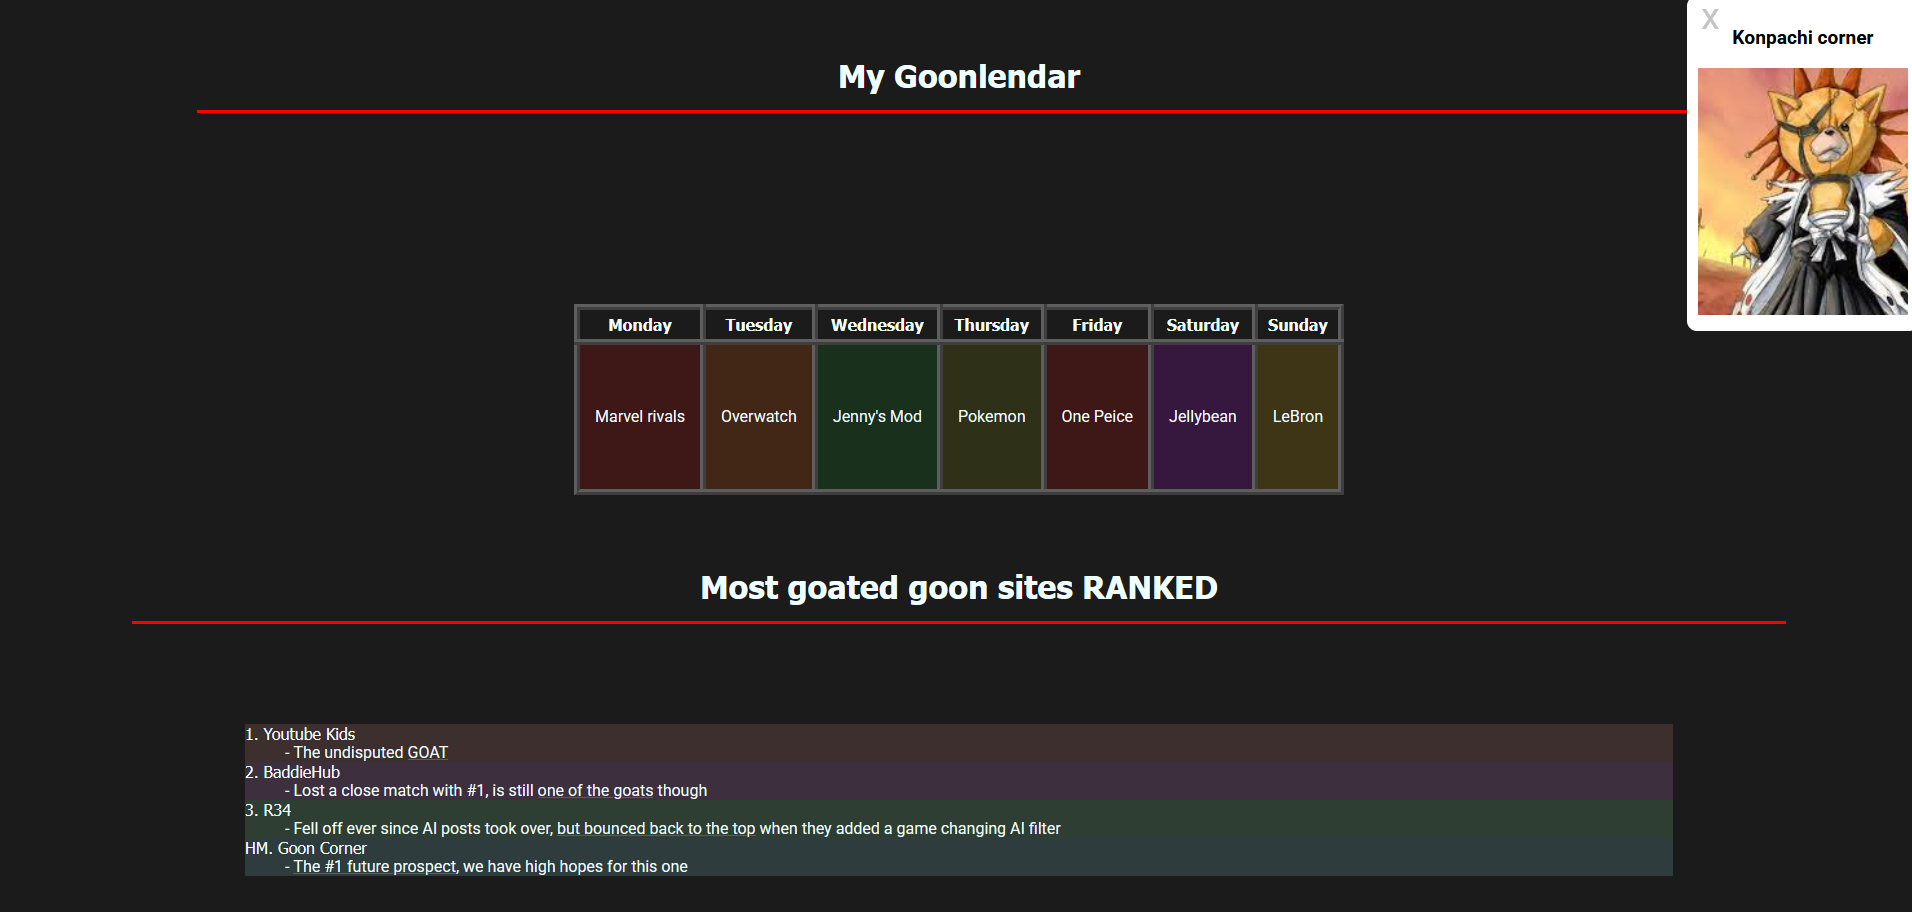 X
Konpachi corner
My Goonlendar
Monday Tuesday Wednesday Thursday Friday Saturday Sunday
Marvel rivals Overwatch Jenny's Mod Pokemon One Peice Jellybean LeBron
Most goated goon sites RANKED
1. Youtube Kids
- The undisputed GOAT
2. BaddieHub
- Lost a close match with #1, is still one of the goats though
3. R34
- Fell off ever since AI posts took over, but bounced back to the top when they added a game changing AI filter
HM. Goon Corner
- The #1 future prospect, we have high hopes for this one